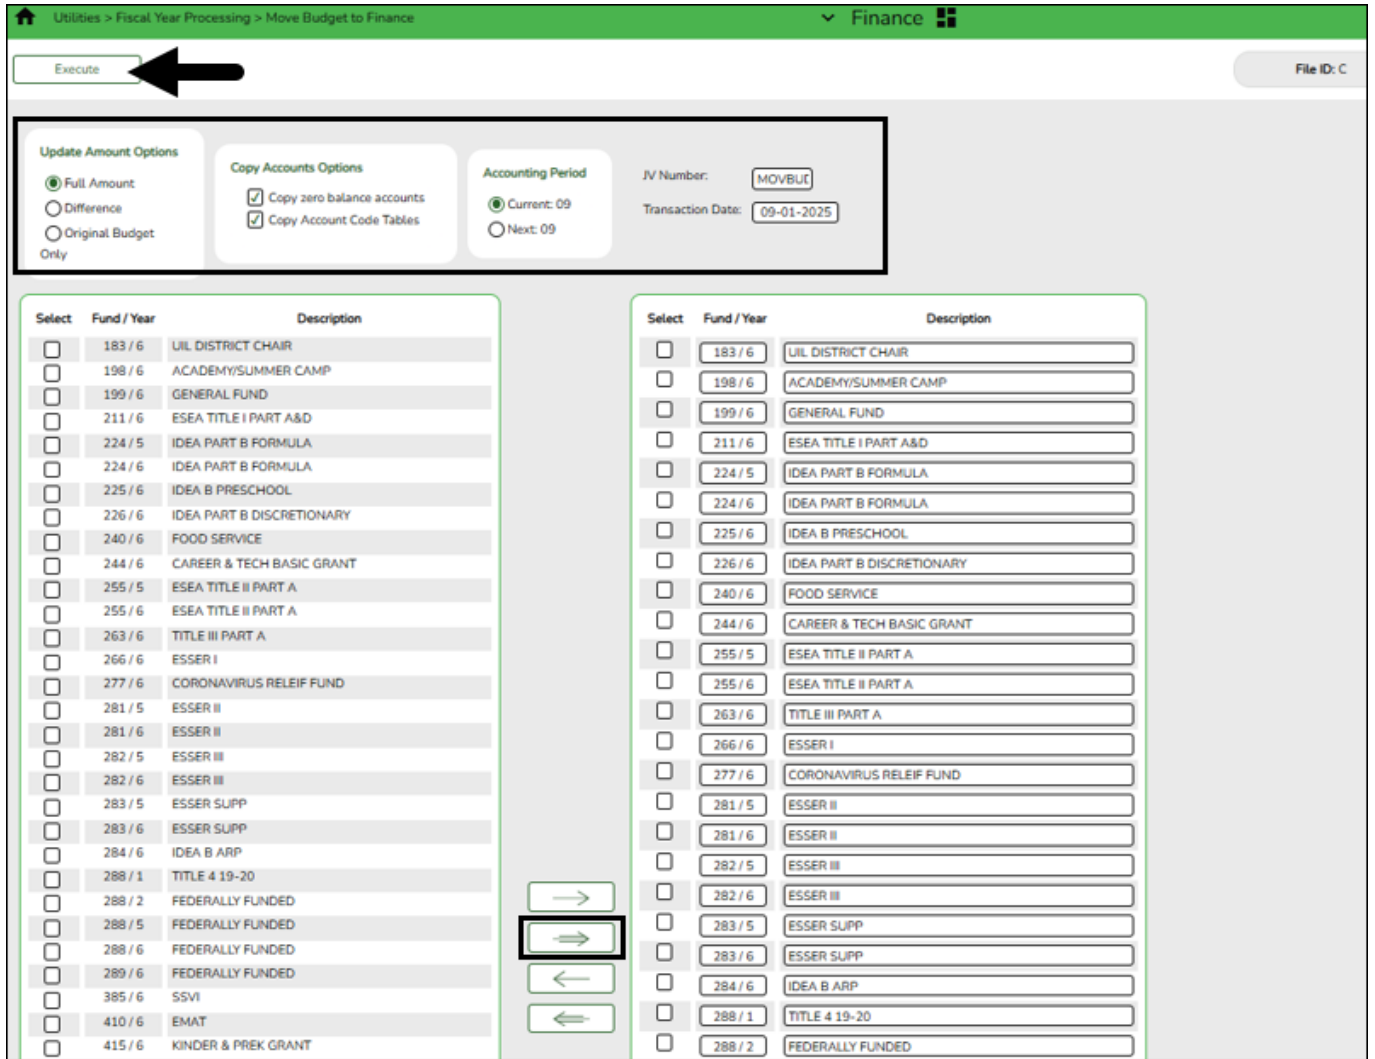 Utilities > Fiscal Year Processing > Move Budget to Finance
Finance
Execute
File ID: C
Update Amount Options
Full Amount
Difference
Original Budget
Only
Copy Accounts Options
Copy zero balance accounts
Copy Account Code Tables
Accounting Period
Current: 09
Next: 09
JV Number: MOVBUD
Transaction Date: 09-01-2025
Select Fund / Year Description
183 / 6 UIL DISTRICT CHAIR
198 / 6 ACADEMY/SUMMER CAMP
199 / 6 GENERAL FUND
211 / 6 ESEA TITLE I PART A&D
224 / 5 IDEA PART B FORMULA
224 / 6 IDEA PART B FORMULA
225 / 6 IDEA B PRESCHOOL
226 / 6 IDEA PART B DISCRETIONARY
240 / 6 FOOD SERVICE
244 / 6 CAREER & TECH BASIC GRANT
255 / 5 ESEA TITLE II PART A
255 / 6 ESEA TITLE II PART A
263 / 6 TITLE III PART A
266 / 6 ESSER I
277 / 6 CORONAVIRUS RELEIF FUND
281 / 5 ESSER II
281 / 6 ESSER II
282 / 5 ESSER III
282 / 6 ESSER III
283 / 5 ESSER SUPP
283 / 6 ESSER SUPP
284 / 6 IDEA B ARP
288 / 1 TITLE 4 19-20
288 / 2 FEDERALLY FUNDED
288 / 5 FEDERALLY FUNDED
288 / 6 FEDERALLY FUNDED
289 / 6 FEDERALLY FUNDED
385 / 6 SSVI
410 / 6 EMAT
415 / 6 KINDER & PREK GRANT
Select Fund / Year Description
183 / 6 UIL DISTRICT CHAIR
198 / 6 ACADEMY/SUMMER CAMP
199 / 6 GENERAL FUND
211 / 6 ESEA TITLE I PART A&D
224 / 5 IDEA PART B FORMULA
224 / 6 IDEA PART B FORMULA
225 / 6 IDEA B PRESCHOOL
226 / 6 IDEA PART B DISCRETIONARY
240 / 6 FOOD SERVICE
244 / 6 CAREER & TECH BASIC GRANT
255 / 5 ESEA TITLE II PART A
255 / 6 ESEA TITLE II PART A
263 / 6 TITLE III PART A
266 / 6 ESSER I
277 / 6 CORONAVIRUS RELEIF FUND
281 / 5 ESSER II
281 / 6 ESSER II
282 / 5 ESSER III
282 / 6 ESSER III
283 / 5 ESSER SUPP
283 / 6 ESSER SUPP
284 / 6 IDEA B ARP
288 / 1 TITLE 4 19-20
288 / 2 FEDERALLY FUNDED